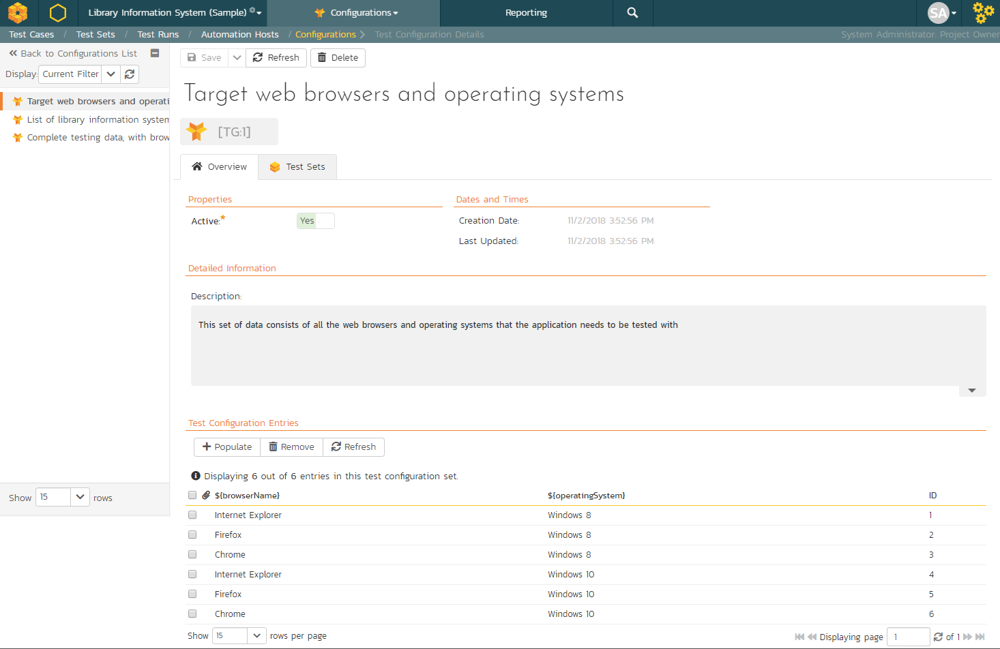 Library Information System (Sample) Configurations Reporting SA
Test Cases / Test Sets / Test Runs / Automation Hosts / Configurations Test Configuration Details System Administrator: Project Owner
Back to Configurations List
Display: Current Filter
Target web browsers and operati
List of library information system
Complete testing data, with brow
Show 15 rows
Save Refresh Delete
Target web browsers and operating systems
[TG:1]
Overview Test Sets
Properties Dates and Times
Active: Yes Creation Date: 11/2/2018 3:52:56 PM
Last Updated: 11/2/2018 3:52:56 PM
Detailed Information
Description:
This set of data consists of all the web browsers and operating systems that the application needs to be tested with
Test Configuration Entries
Populate Remove Refresh
Displaying 6 out of 6 entries in this test configuration set.
${browserName} ${operatingSystem} ID
Internet Explorer Windows 8 1
Firefox Windows 8 2
Chrome Windows 8 3
Internet Explorer Windows 10 4
Firefox Windows 10 5
Chrome Windows 10 6
Show 15 rows per page Displaying page 1 of 1